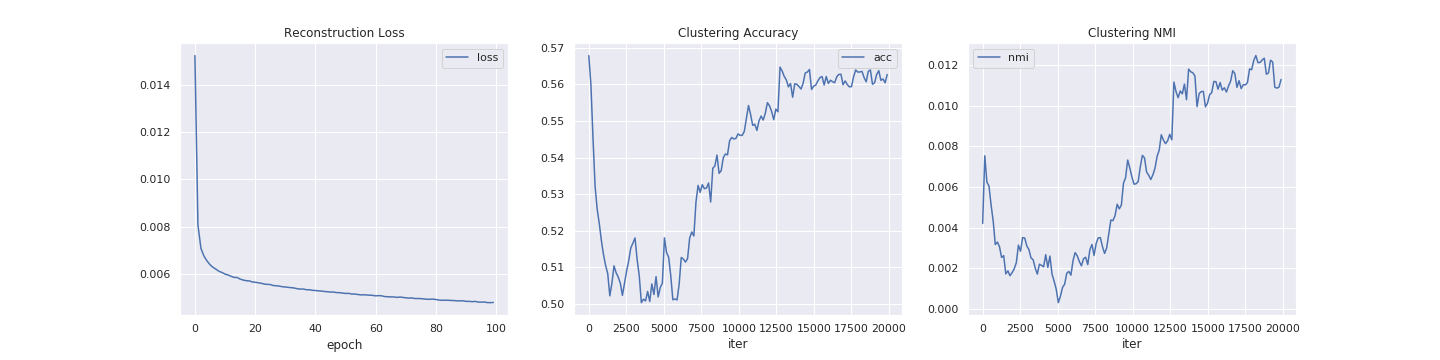 Reconstruction Loss
loss
0.014
0.012
0.010
0.008
0.006
0 20 40 60 80 100
epoch
Clustering Accuracy
acc
0.57
0.56
0.55
0.54
0.53
0.52
0.51
0.50
0 2500 5000 7500 10000 12500 15000 17500 20000
iter
Clustering NMI
nmi
0.012
0.010
0.008
0.006
0.004
0.002
0.000
0 2500 5000 7500 10000 12500 15000 17500 20000
iter